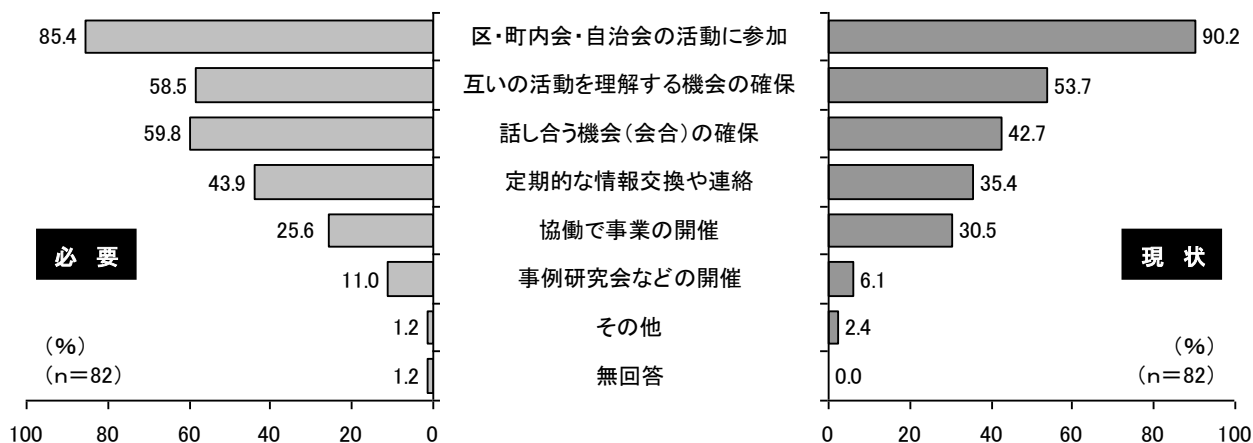 85.4 区・町内会・自治会の活動に参加 90.2
58.5 互いの活動を理解する機会の確保 53.7
59.8 話し合う機会(会合)の確保 42.7
43.9 定期的な情報交換や連絡 35.4
25.6 協働で事業の開催 30.5
必 要
現 状
11.0 事例研究会などの開催 6.1
1.2 その他 2.4
(%) (%)
(n=82) 1.2 無回答 0.0 (n=82)
100 80 60 40 20 0 0 20 40 60 80 100